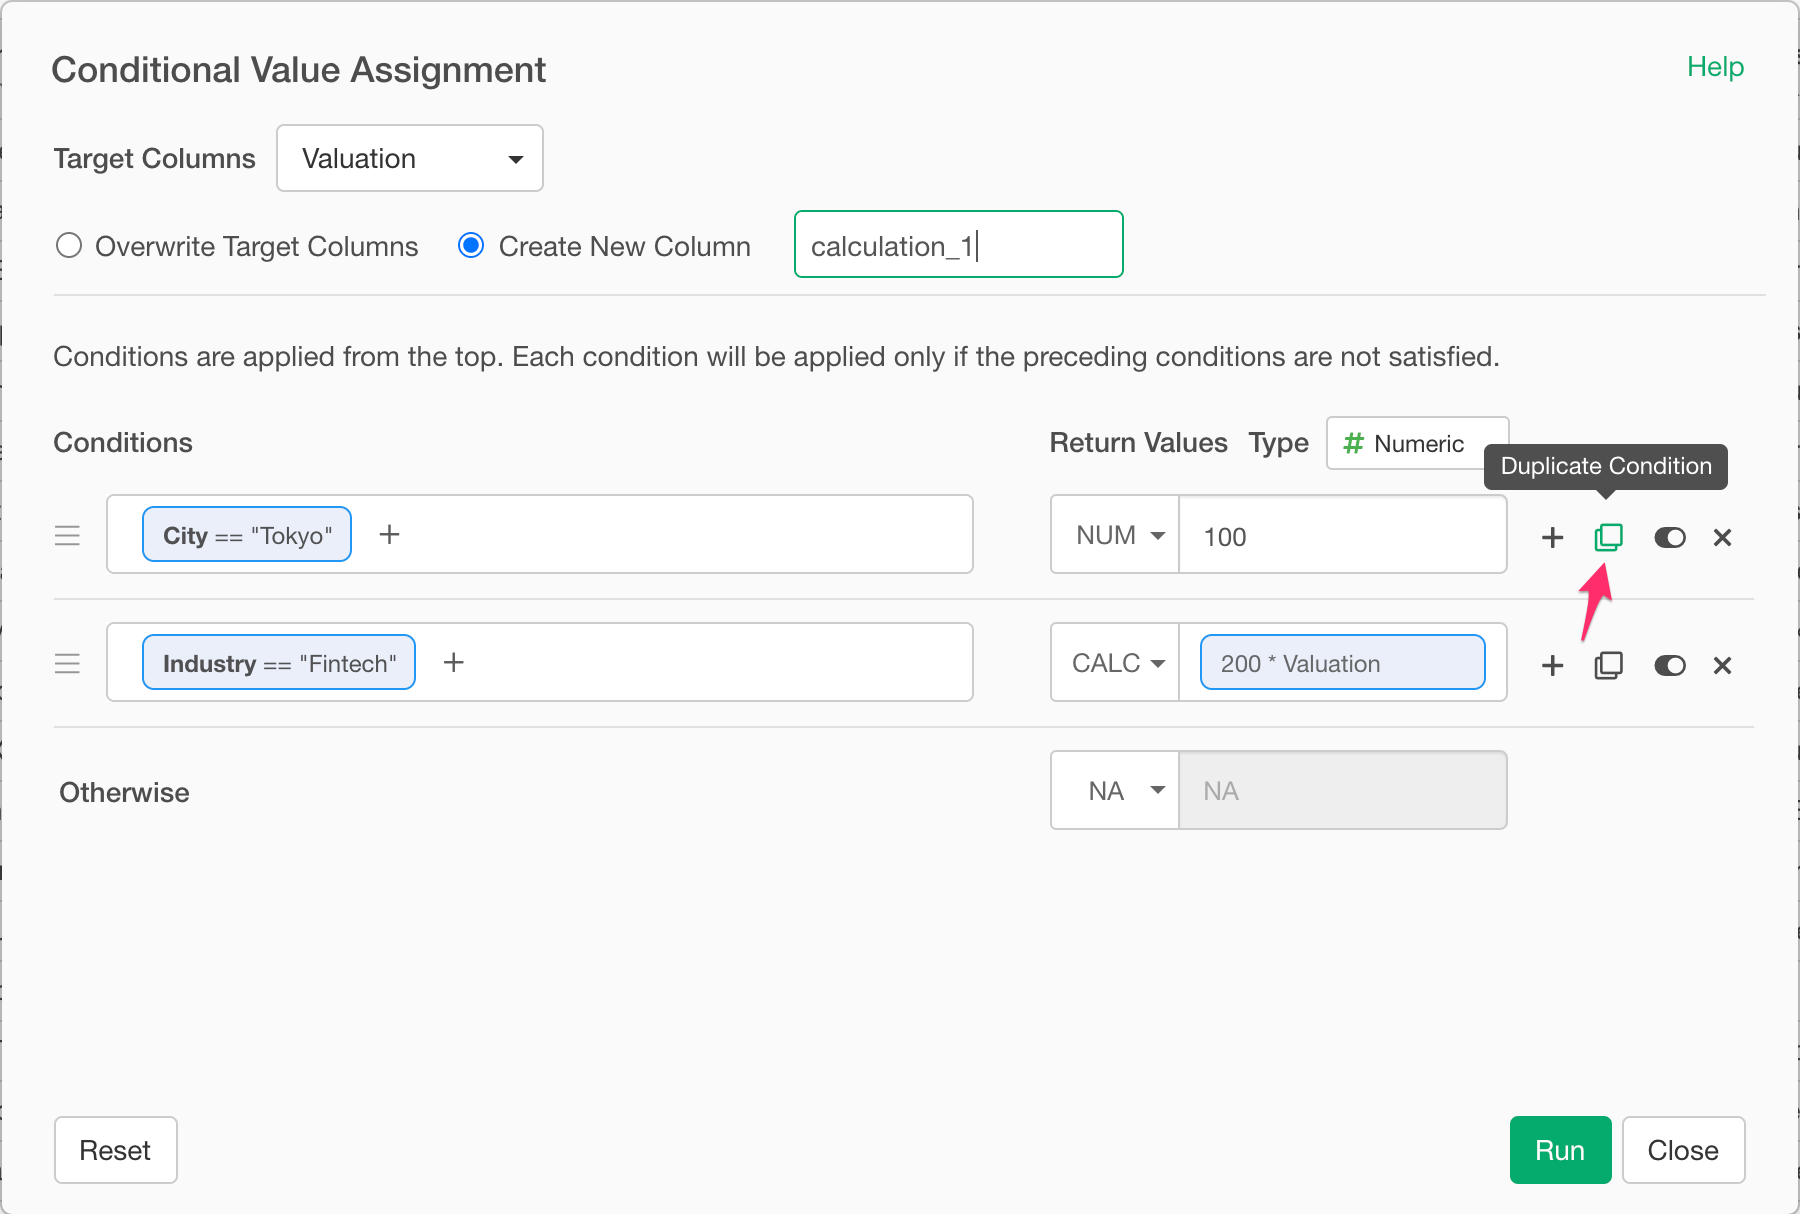 Conditional Value Assignment
Help
Target Columns Valuation
Overwrite Target Columns Create New Column calculation_1
Conditions are applied from the top. Each condition will be applied only if the preceding conditions are not satisfied.
Conditions Return Values Type # Numeric
Duplicate Condition
City == "Tokyo" + NUM 100
Industry == "Fintech" + CALC 200 * Valuation
Otherwise NA NA
Reset Run Close